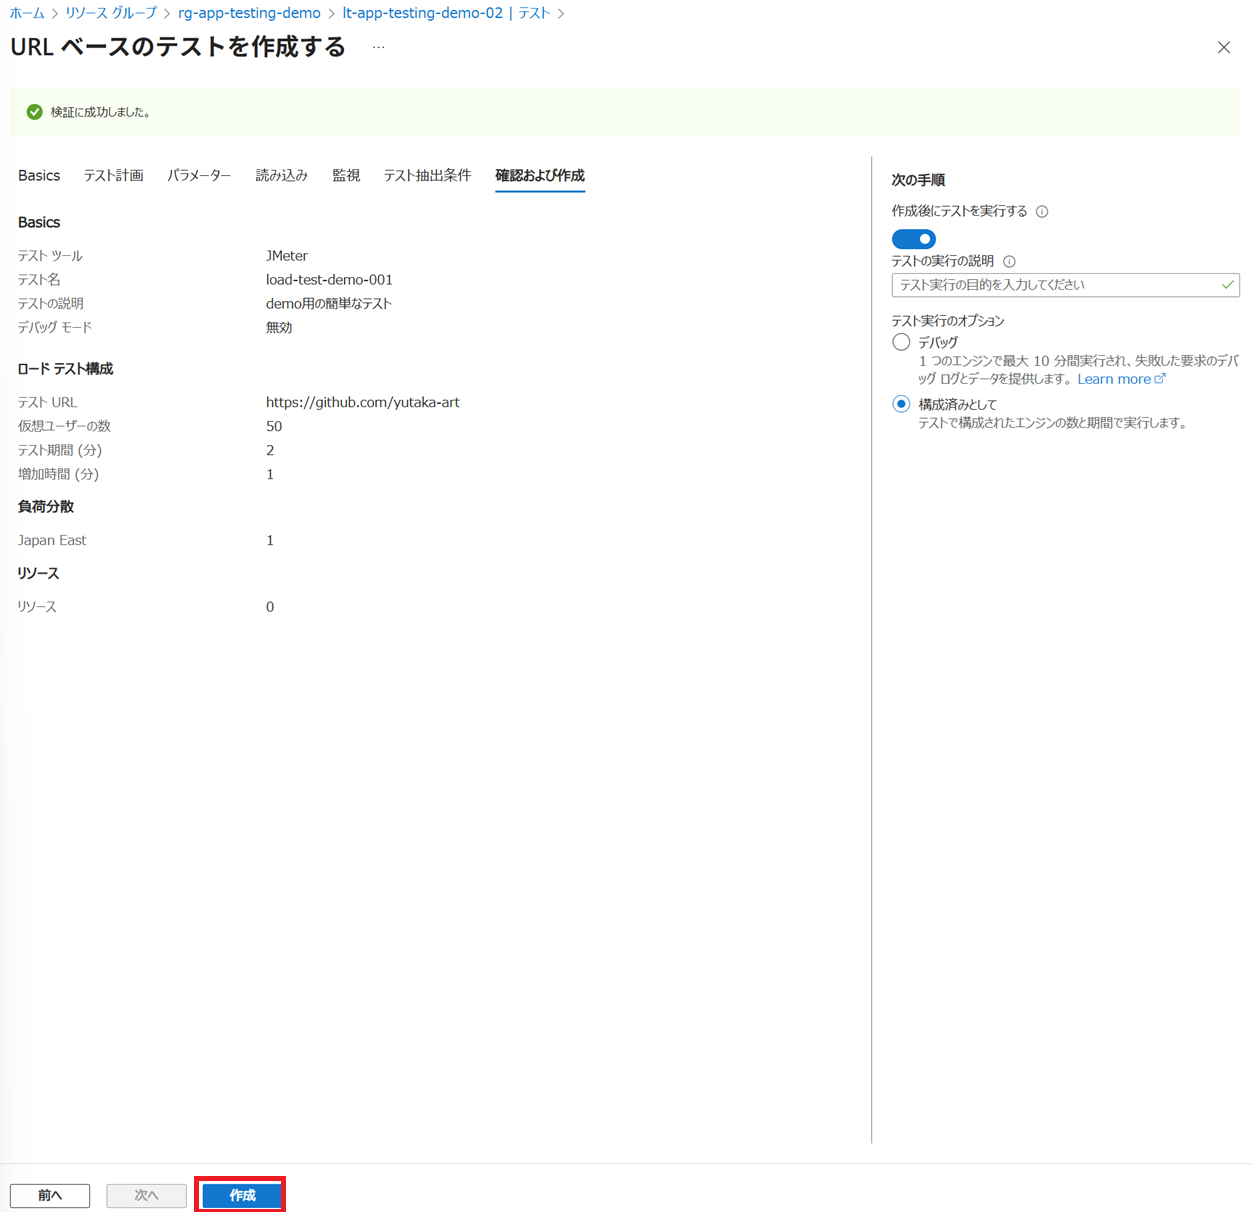 ホーム > リソース グループ > rg-app-testing-demo > lt-app-testing-demo-02 | テスト >
URL ベースのテストを作成する ...
検証に成功しました。
Basics テスト計画 パラメーター 読み込み 監視 テスト抽出条件 確認および作成
Basics
テスト ツール JMeter
テスト名 load-test-demo-001
テストの説明 demo用の簡単なテスト
デバッグ モード 無効
ロード テスト構成
テスト URL https://github.com/yutaka-art
仮想ユーザーの数 50
テスト期間 (分) 2
増加時間 (分) 1
負荷分散
Japan East 1
リソース
リソース 0
次の手順
作成後にテストを実行する
テストの実行の説明
テスト実行の目的を入力してください
テスト実行のオプション
デバッグ
1 つのエンジンで最大 10 分間実行され、失敗した要求のデバ
ッグ ログとデータを提供します。 Learn more
構成済みとして
テストで構成されたエンジンの数と期間で実行します。
前へ 次へ 作成